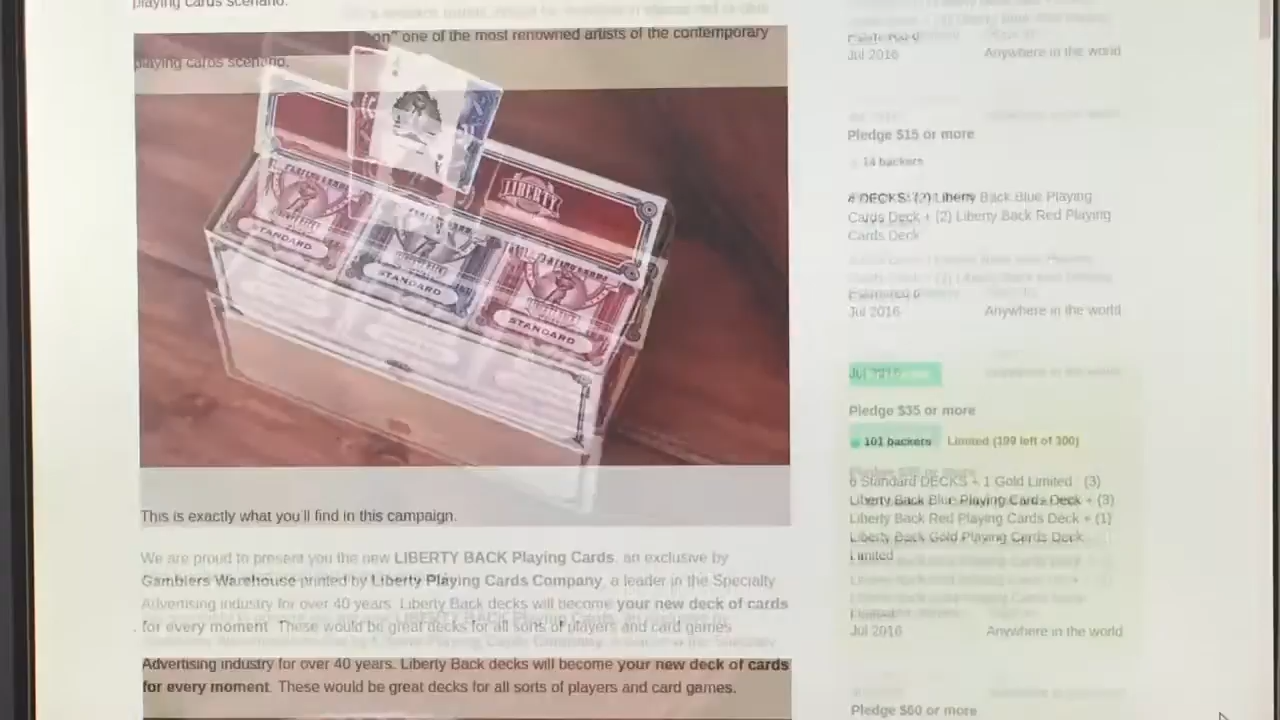 playing cards scenario.
on" one of the most renowned artists of the contemporary
playing cards scenario.
LIBERTY
STANDARD
STANDARD
STANDARD
This is exactly what you'll find in this campaign.
We are proud to present you the new LIBERTY BACK Playing Cards, an exclusive by
Gamblers Warehouse printed by Liberty Playing Cards Company, a leader in the Specialty
Advertising industry for over 40 years. Liberty Back decks will become your new deck of cards
for every moment. These would be great decks for all sorts of players and card games
Advertising industry for over 40 years. Liberty Back decks will become your new deck of cards
for every moment. These would be great decks for all sorts of players and card games.
Jul 2016 Anywhere in the world
Pledge $15 or more
14 backers
4 DECKS: (2) Liberty Back Blue Playing
Cards Deck + (2) Liberty Back Red Playing
Cards Deck
Jul 2016 Anywhere in the world
Jul 2016
Pledge $35 or more
101 backers Limited (199 left of 300)
6 Standard DECKS + 1 Gold Limited (3)
Liberty Back Blue Playing Cards Deck + (3)
Liberty Back Red Playing Cards Deck + (1)
Liberty Back Gold Playing Cards Deck
Limited
Jul 2016 Anywhere in the world
Pledge $60 or more